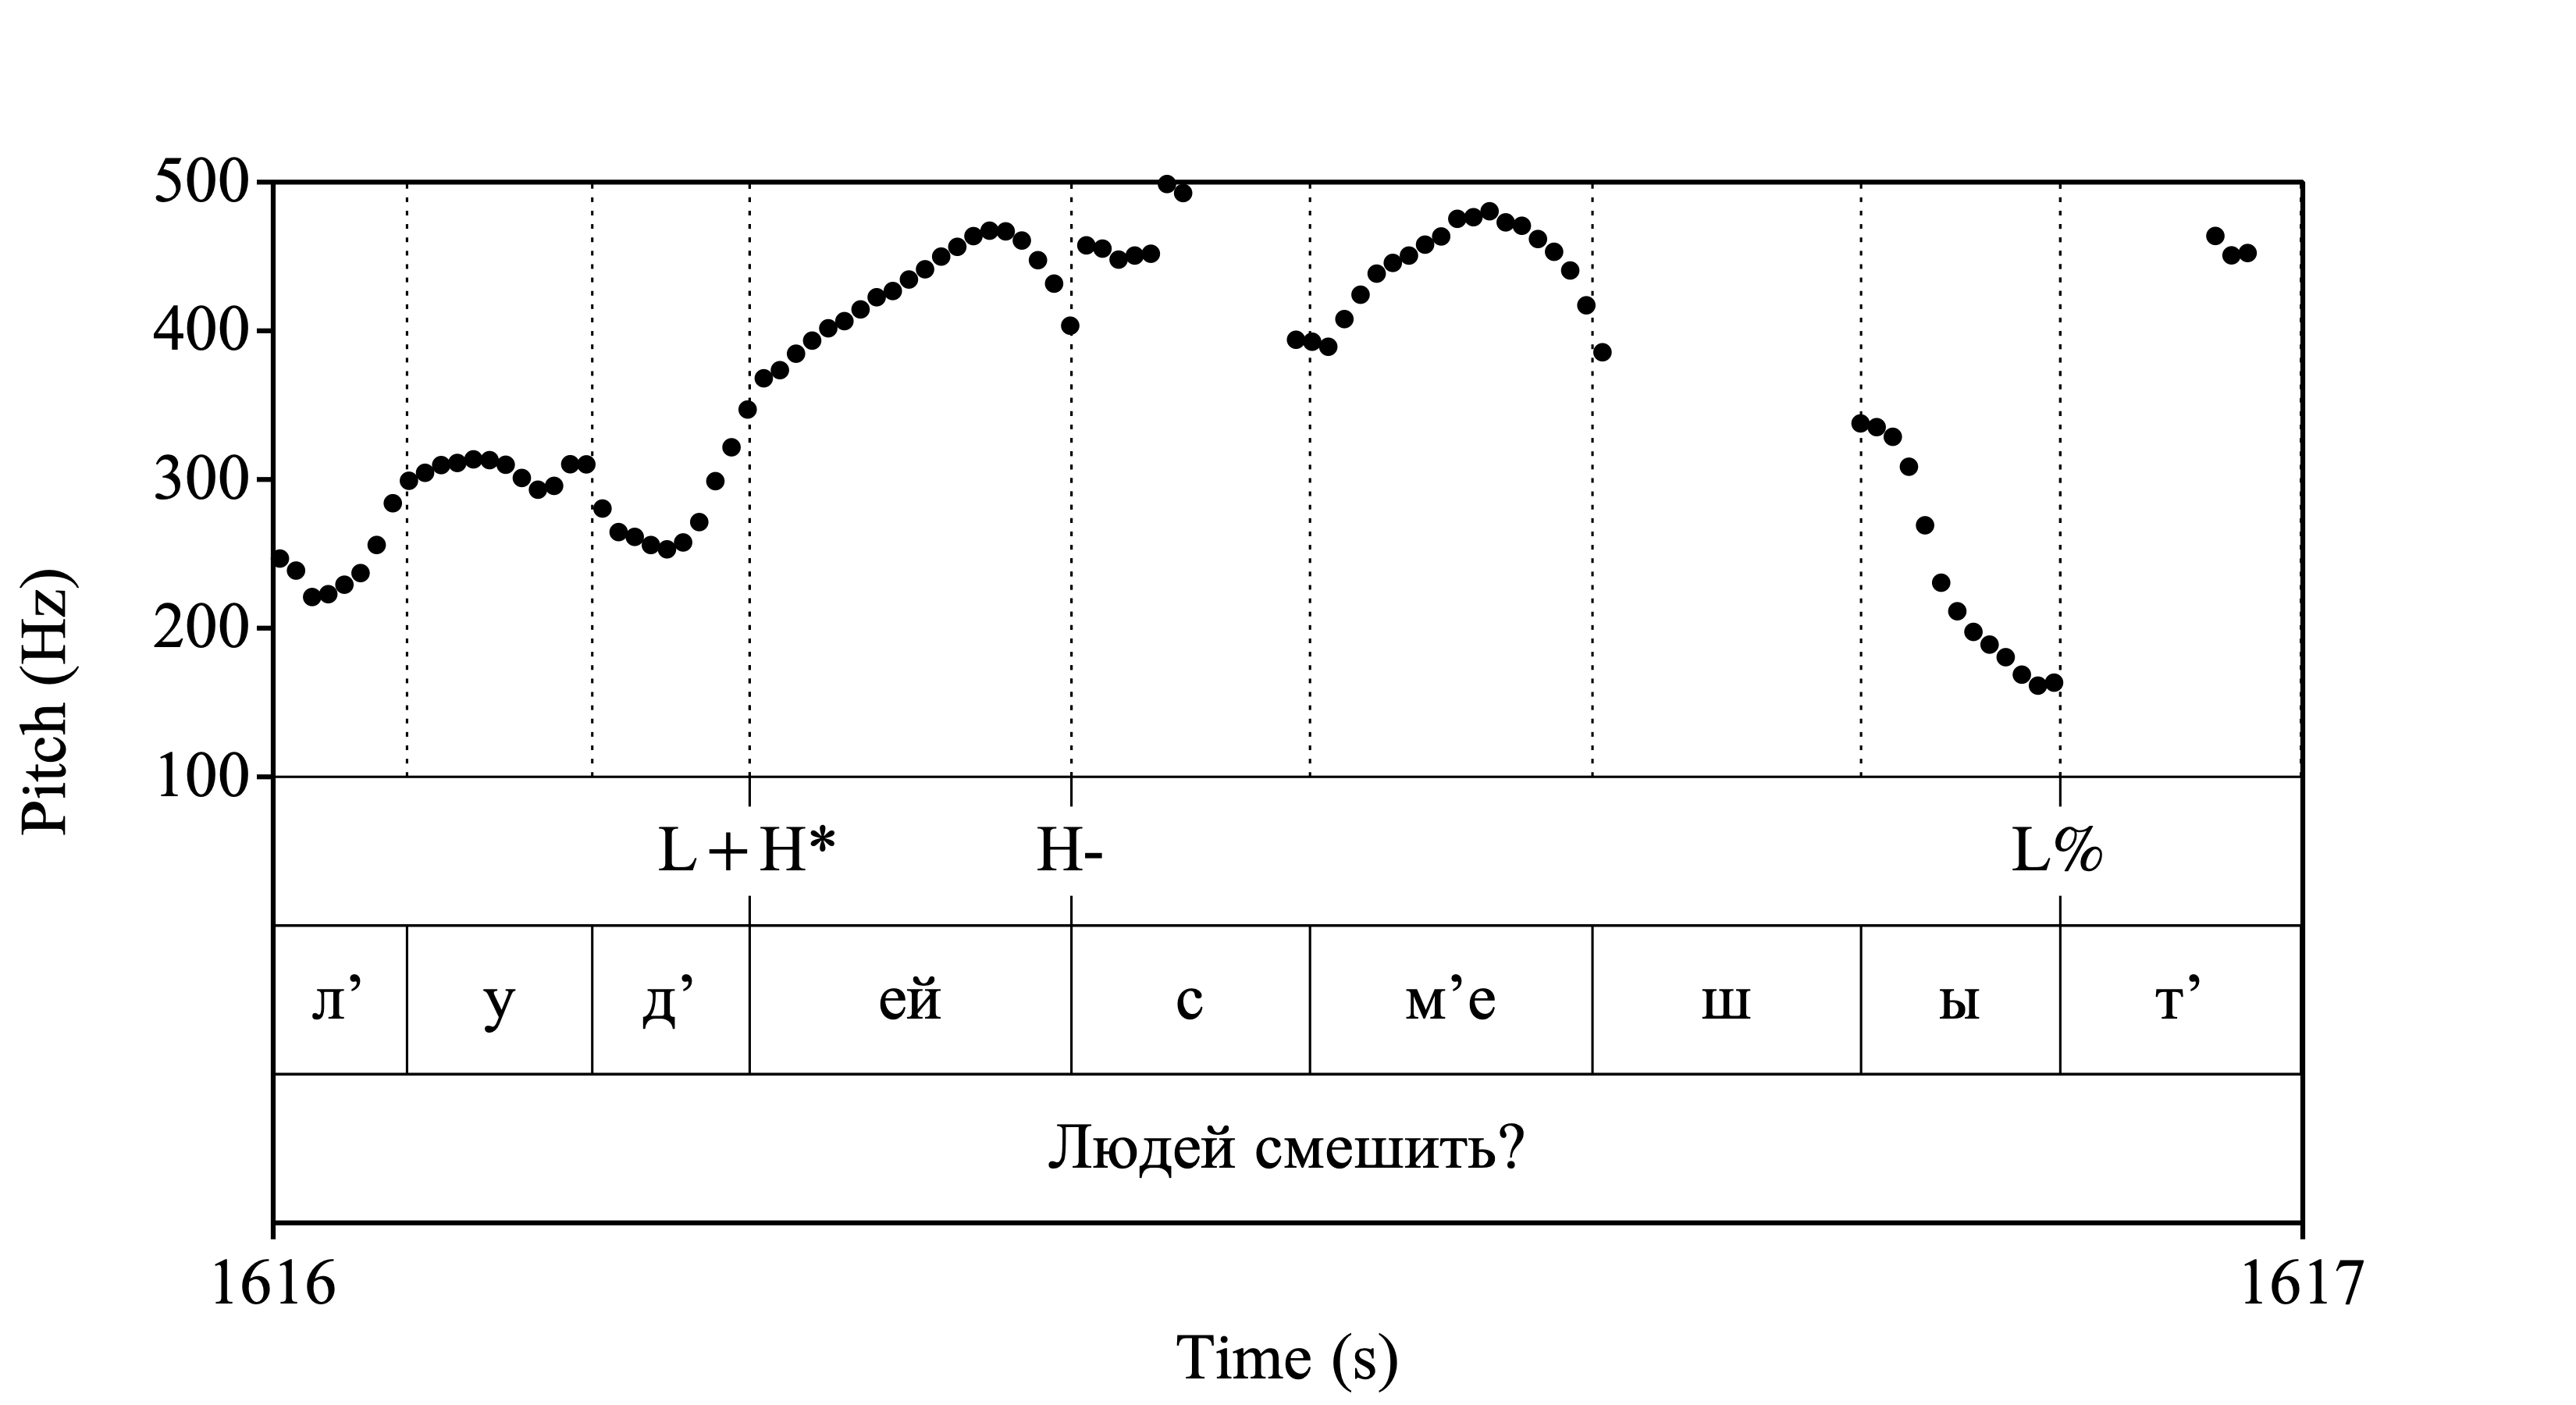 500
400
300
200
100
Pitch (Hz)
L+H* H- L%
л’ у д’ ей с м’е ш ы т’
Людей смешить?
1616 1617
Time (s)